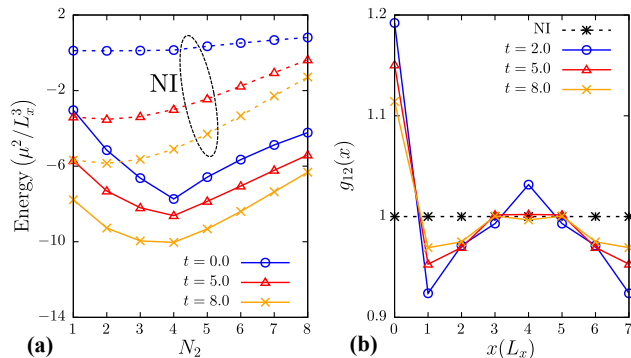 2
−2
−6
−10
−14
Energy (μ²/L³ₓ)
NI
t = 0.0
t = 5.0
t = 8.0
1 2 3 4 5 6 7 8
(a)
N₂
1.2
1.1
1
0.9
g₁₂(x)
NI
t = 2.0
t = 5.0
t = 8.0
0 1 2 3 4 5 6 7
(b)
x(Lₓ)